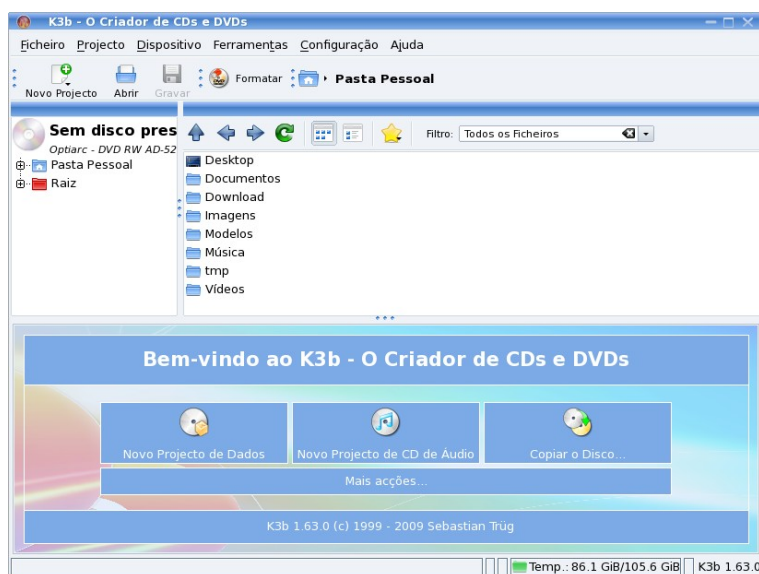 K3b - O Criador de CDs e DVDs
Ficheiro Projecto Dispositivo Ferramentas Configuração Ajuda
Novo Projecto Abrir Gravar Formatar Pasta Pessoal
Sem disco pres
Optiarc - DVD RW AD-52
Pasta Pessoal
Raiz
Filtro: Todos os Ficheiros
Desktop
Documentos
Download
Imagens
Modelos
Música
tmp
Vídeos
Bem-vindo ao K3b - O Criador de CDs e DVDs
Novo Projecto de Dados
Novo Projecto de CD de Áudio
Copiar o Disco...
Mais acções...
K3b 1.63.0 (c) 1999 - 2009 Sebastian Trüg
Temp.: 86.1 GiB/105.6 GiB K3b 1.63.0